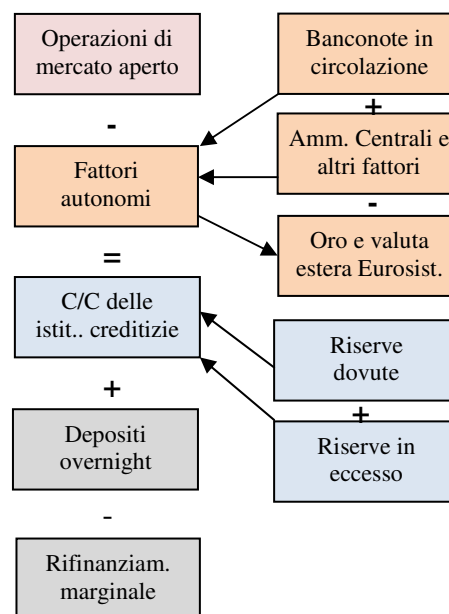 Operazioni di
mercato aperto
-
Fattori
autonomi
=
C/C delle
istit.. creditizie
+
Depositi
overnight
-
Rifinanziam.
marginale
Banconote in
circolazione
+
Amm. Centrali e
altri fattori
-
Oro e valuta
estera Eurosist.
Riserve
dovute
+
Riserve in
eccesso